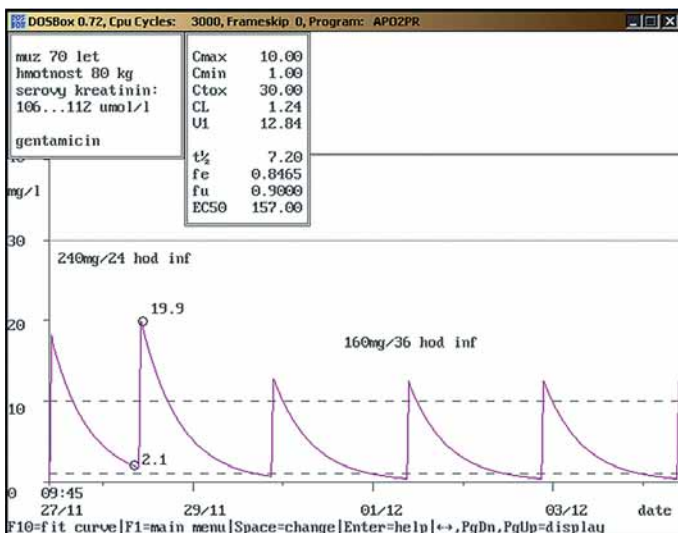 DOSBox 0.72, Cpu Cycles: 3000, Frameskip 0, Program: APO2PR
muz 70 let
hmotnost 80 kg
serovy kreatinin:
106...112 umol/l
gentamicin
Cmax 10.00
Cmin 1.00
Ctox 30.00
CL 1.24
V1 12.84
t½ 7.20
fe 0.8465
fu 0.9000
EC50 157.00
mg/l
30
240mg/24 hod inf
19.9
20
160mg/36 hod inf
10
2.1
0 09:45
27/11 29/11 01/12 03/12 date
F10=fit curve|F1=main menu|Space=change|Enter=help|↔,PgDn,PgUp=display